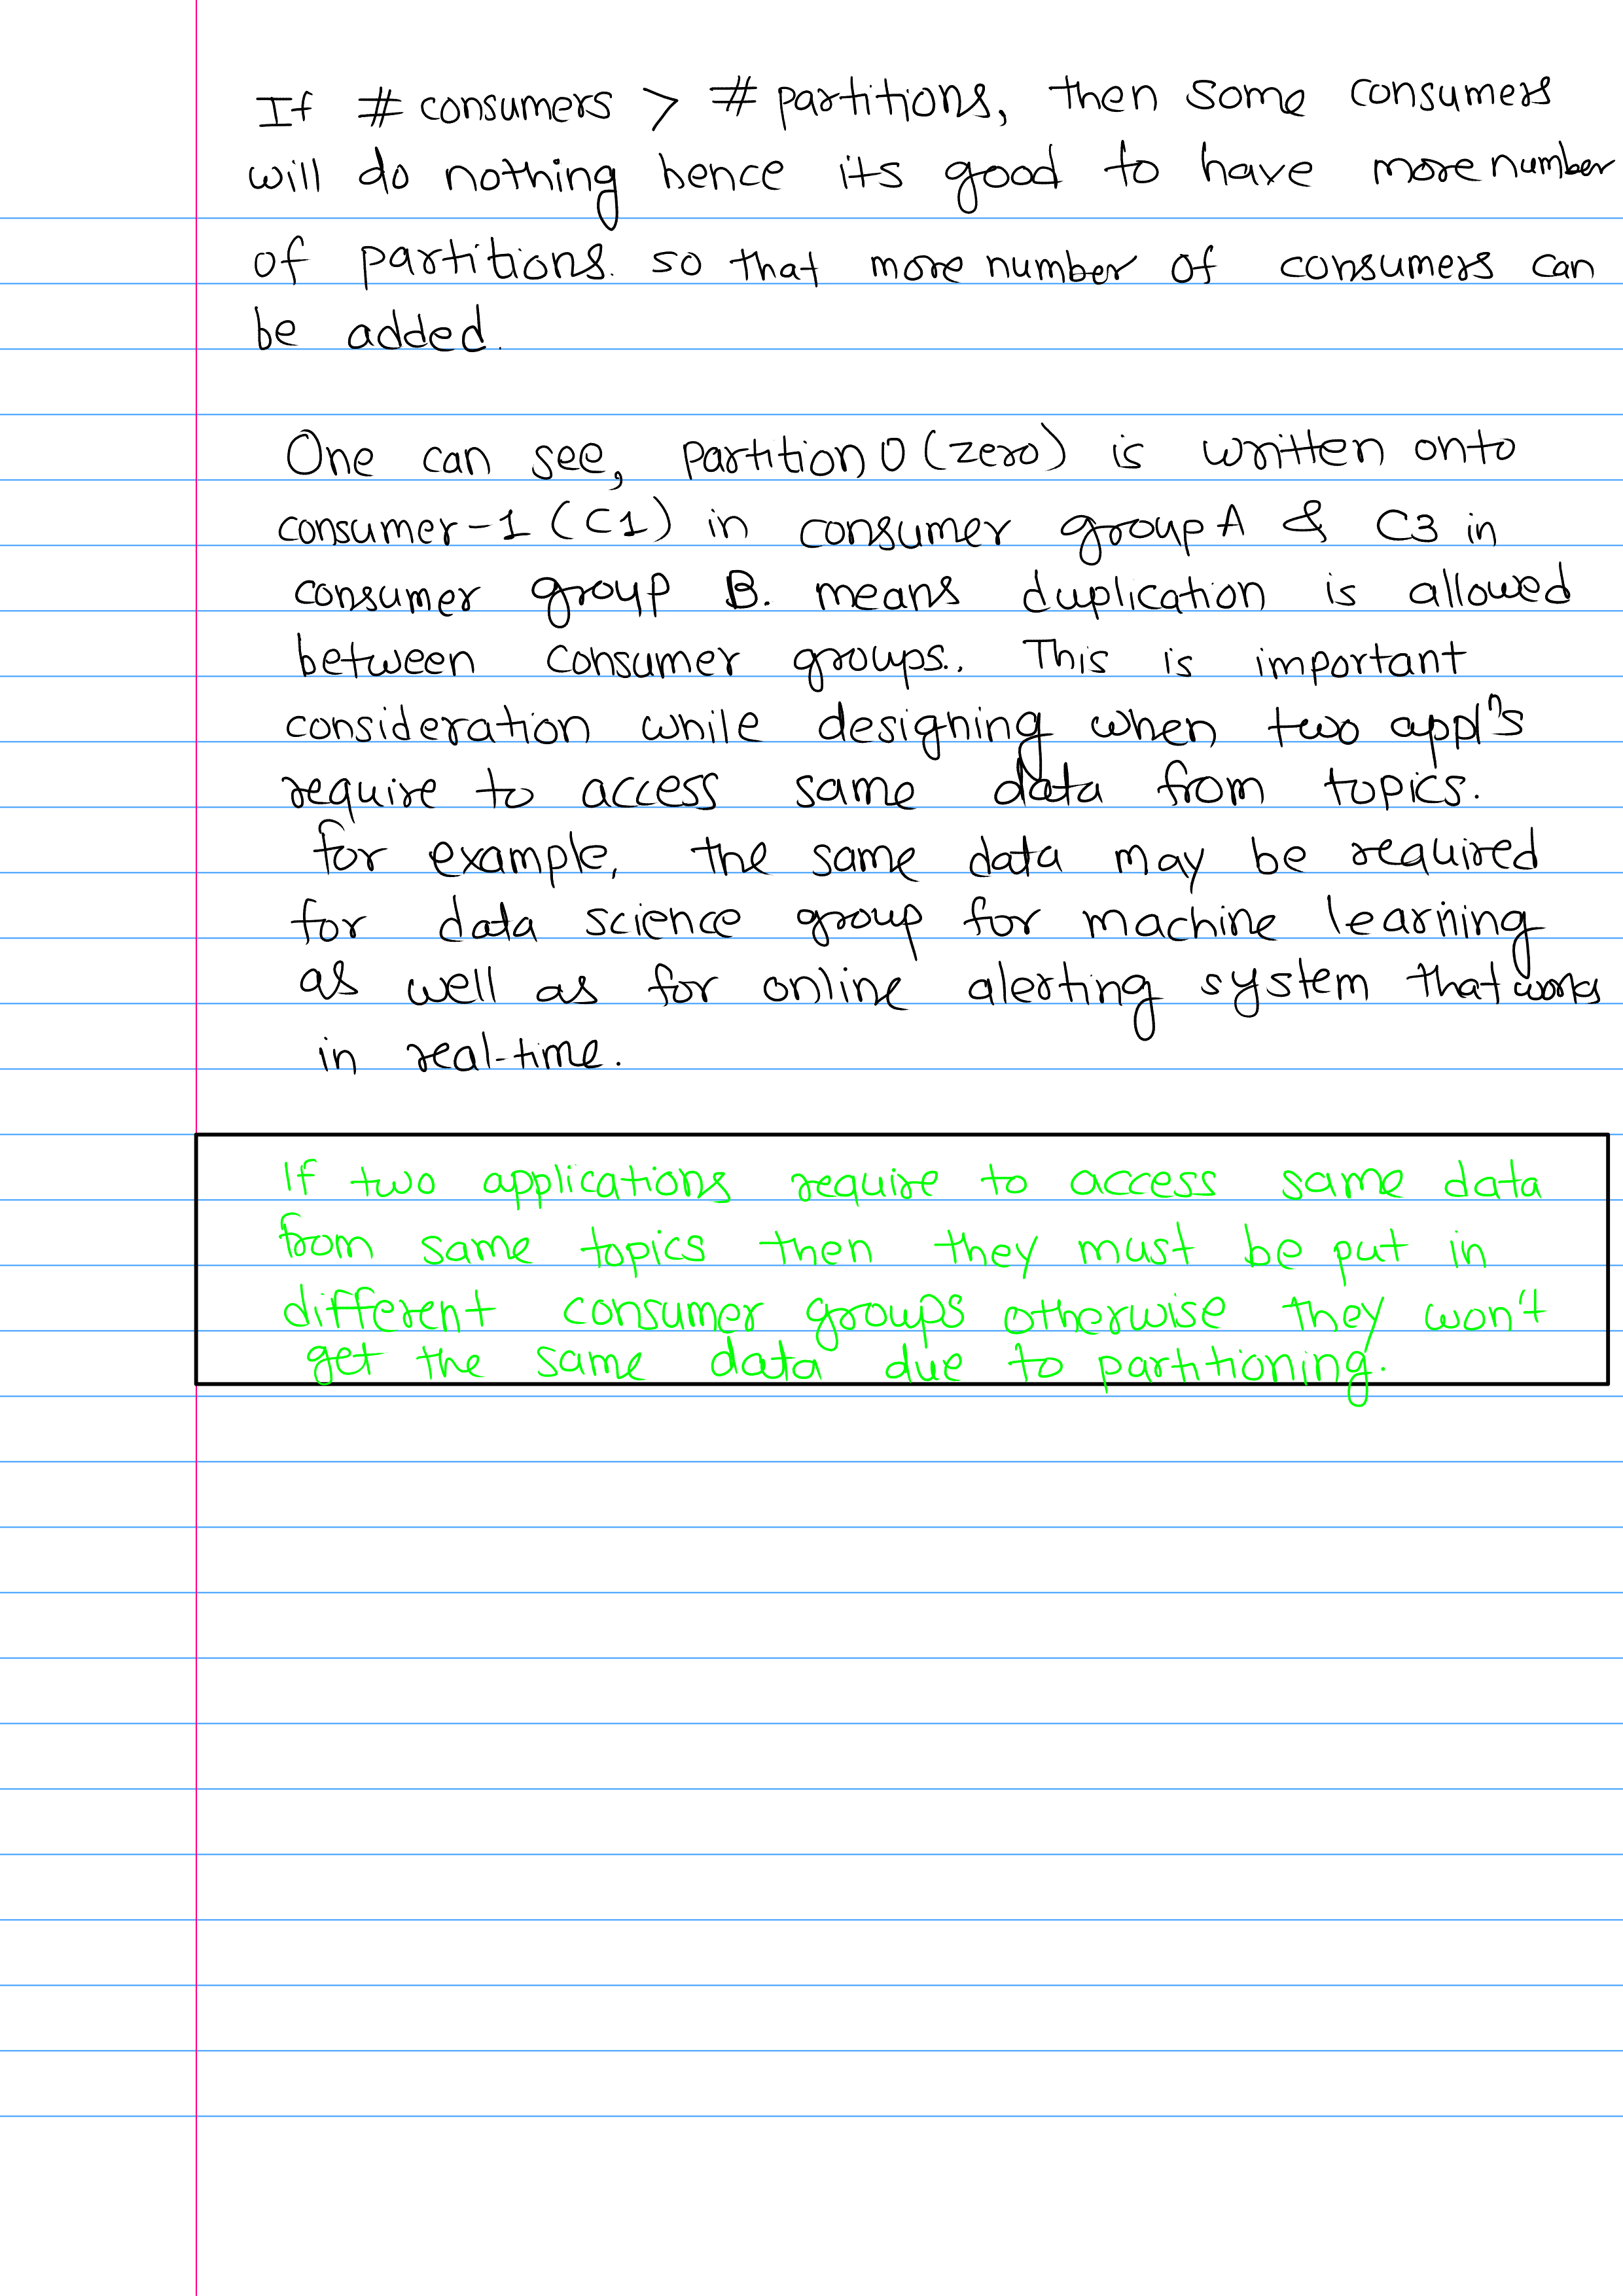 If # consumers > # partitions, then some consumers
will do nothing hence its good to have more number
of partitions. so that more number of consumers can
be added.
One can see, partition 0 (zero) is written onto
consumer-1 (C1) in consumer group A & C3 in
consumer group B. means duplication is allowed
between consumer groups.. This is important
consideration while designing when two appl's
require to access same data from topics.
for example, the same data may be required
for data science group for machine learning
as well as for online alerting system that works
in real-time.
If two applications require to access same data
from same topics then they must be put in
different consumer groups otherwise they won't
get the same data due to partitioning.